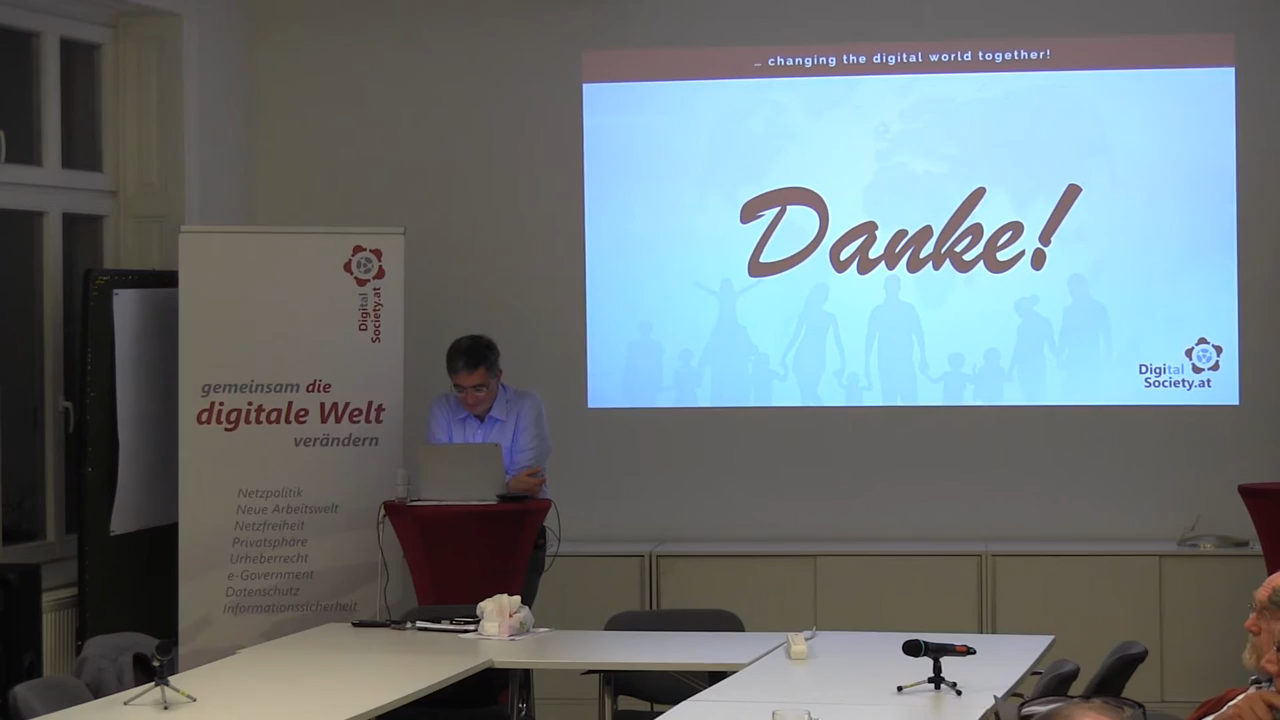 … changing the digital world together!
Danke!
Digital
Society.at
Digital
Society.at
gemeinsam die
digitale Welt
verändern
Netzpolitik
Neue Arbeitswelt
Netzfreiheit
Privatsphäre
Urheberrecht
e-Government
Datenschutz
Informationssicherheit